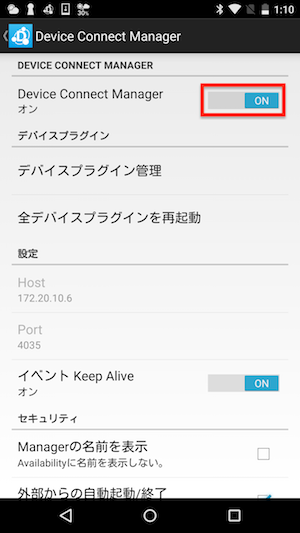 30%
1:10
Device Connect Manager
DEVICE CONNECT MANAGER
Device Connect Manager
オン
ON
デバイスプラグイン
デバイスプラグイン管理
全デバイスプラグインを再起動
設定
Host
172.20.10.6
Port
4035
イベント Keep Alive
オン
ON
セキュリティ
Managerの名前を表示
Availabilityに名前を表示しない。
外部からの自動起動/終了